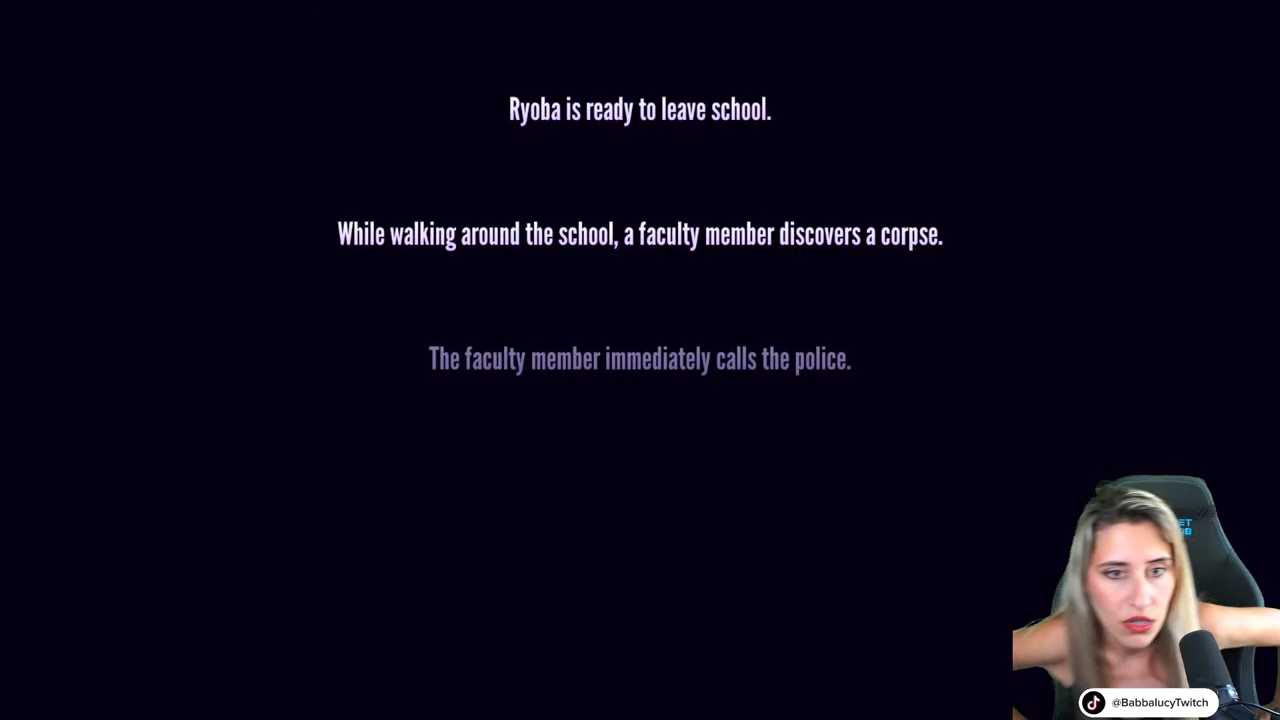 Ryoba is ready to leave school.
While walking around the school, a faculty member discovers a corpse.
The faculty member immediately calls the police.
@BabbalucyTwitch